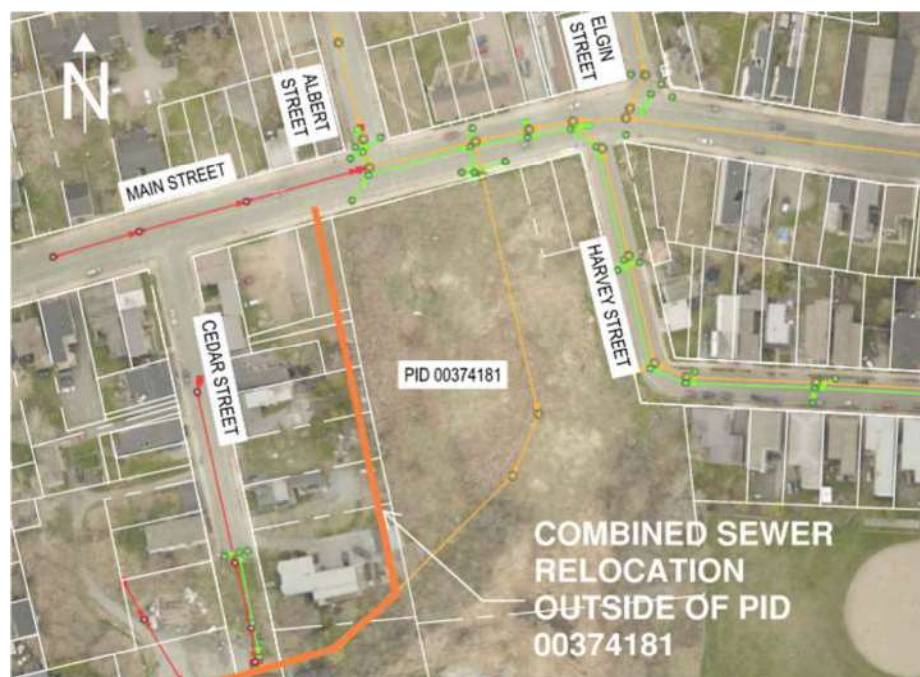 N
ALBERT
STREET
ELGIN
STREET
MAIN STREET
CEDAR STREET
HARVEY STREET
PID 00374181
COMBINED SEWER
RELOCATION
OUTSIDE OF PID
00374181